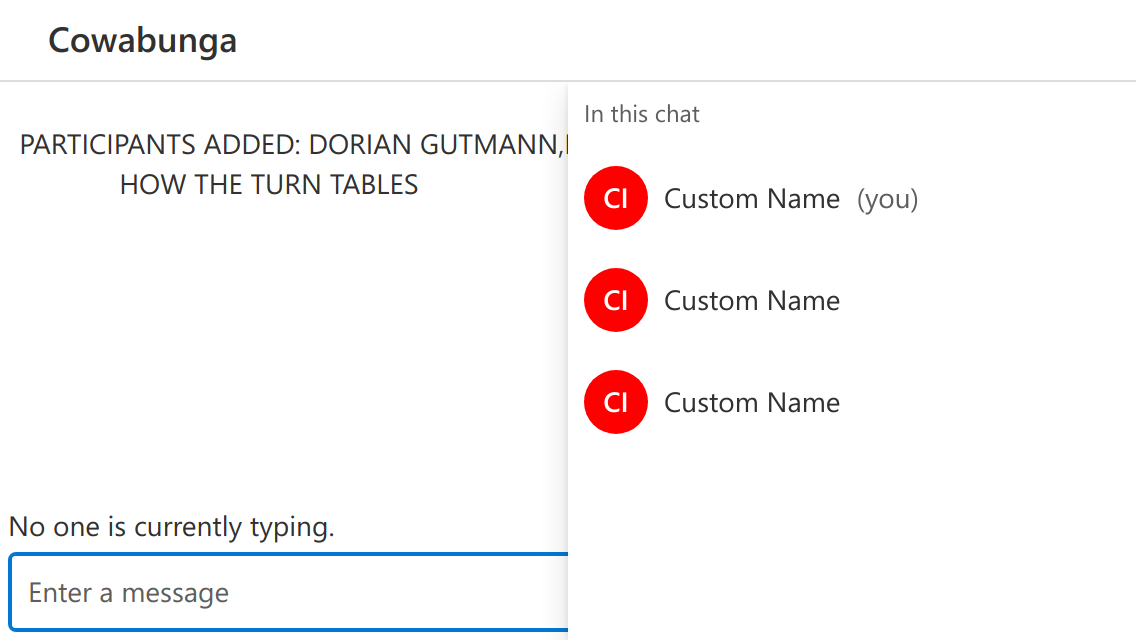 Cowabunga
PARTICIPANTS ADDED: DORIAN GUTMANN,
HOW THE TURN TABLES
In this chat
CI Custom Name (you)
CI Custom Name
CI Custom Name
No one is currently typing.
Enter a message